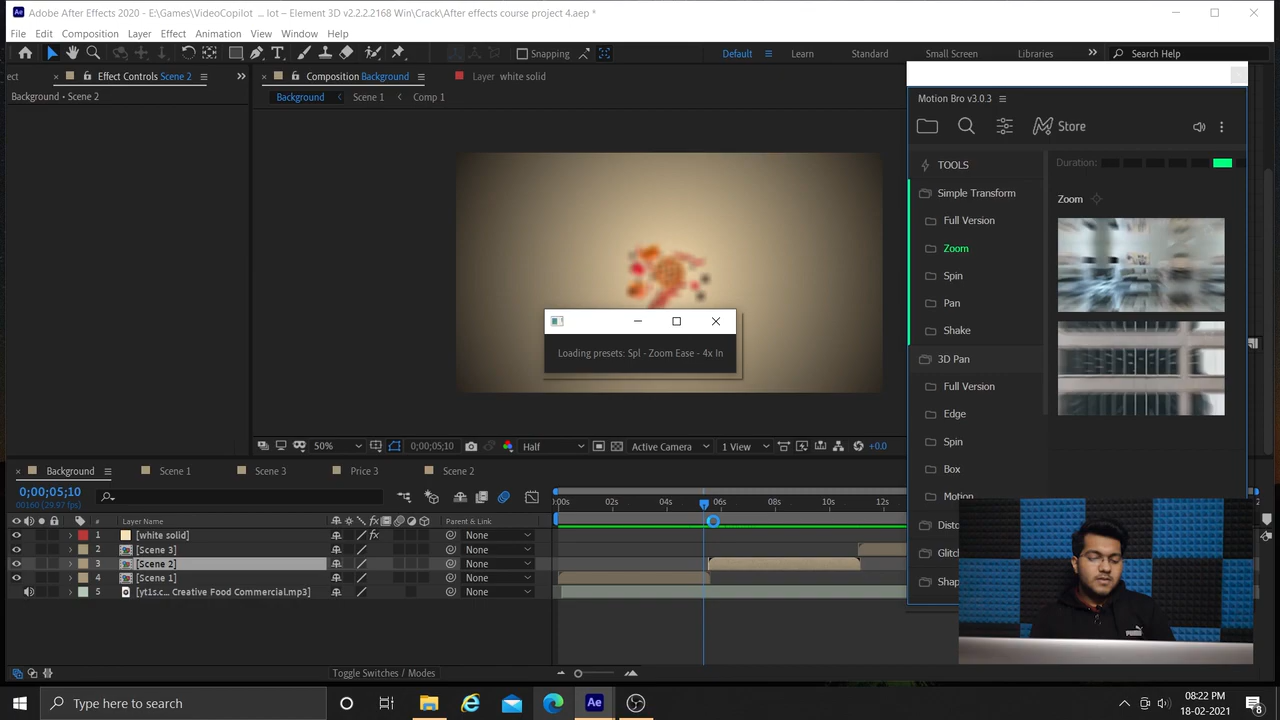 Adobe After Effects 2020 - E:\Games\VideoCopilot ... lot – Element 3D v2.2.2.2168 Win\Crack\After effects course project 4.aep *
File Edit Composition Layer Effect Animation View Window Help
Snapping Default Learn Standard Small Screen Libraries Search Help
ect Effect Controls Scene 2 Composition Background Layer white solid
Background • Scene 2
Background Scene 1 Comp 1
Motion Bro v3.0.3
Store
TOOLS
Simple Transform
Full Version
Zoom
Spin
Pan
Shake
3D Pan
Full Version
Edge
Spin
Box
Motion
Disto
Glitch
Shap
Duration:
Zoom
Loading presets: Spl - Zoom Ease - 4x In
50% 0;00;05;10 Half Active Camera 1 View +0.0
Background Scene 1 Scene 3 Price 3 Scene 2
0;00;05;10
00160 (29.97 fps)
:00s 02s 04s 06s 08s 10s 12s
# Layer Name Parent & Link
1 [white solid] None
2 [Scene 3] None
3 [Scene 2] None
4 [Scene 1] None
5 [yt1s.c... Creative Food Commercial.mp3] None
Toggle Switches / Modes
PUMA
Type here to search
Ae
08:22 PM
18-02-2021
8